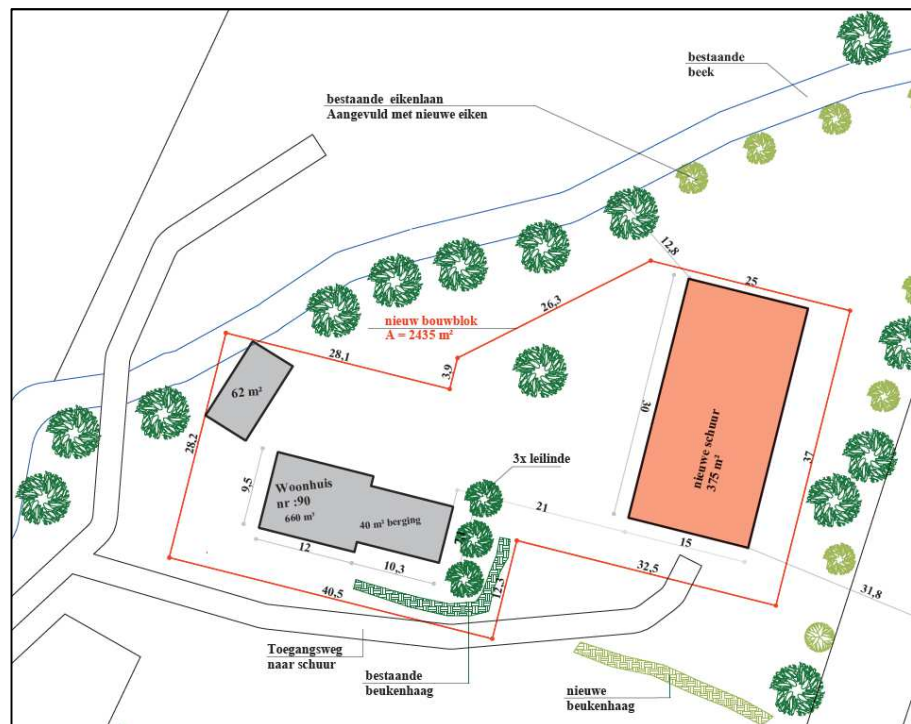 bestaande
beek
bestaande eikenlaan
Aangevuld met nieuwe eiken
12,8
25
26,3
nieuw bouwblok
A = 2435 m²
28,1
3,9
62 m²
30
nieuwe schuur
375 m²
37
28,2
3x leilinde
Woonhuis
nr :90
660 m³
9,5
40 m² berging
21
15
12
10,3
32,5
12,3
40,5
31,8
Toegangsweg
naar schuur
bestaande
beukenhaag
nieuwe
beukenhaag